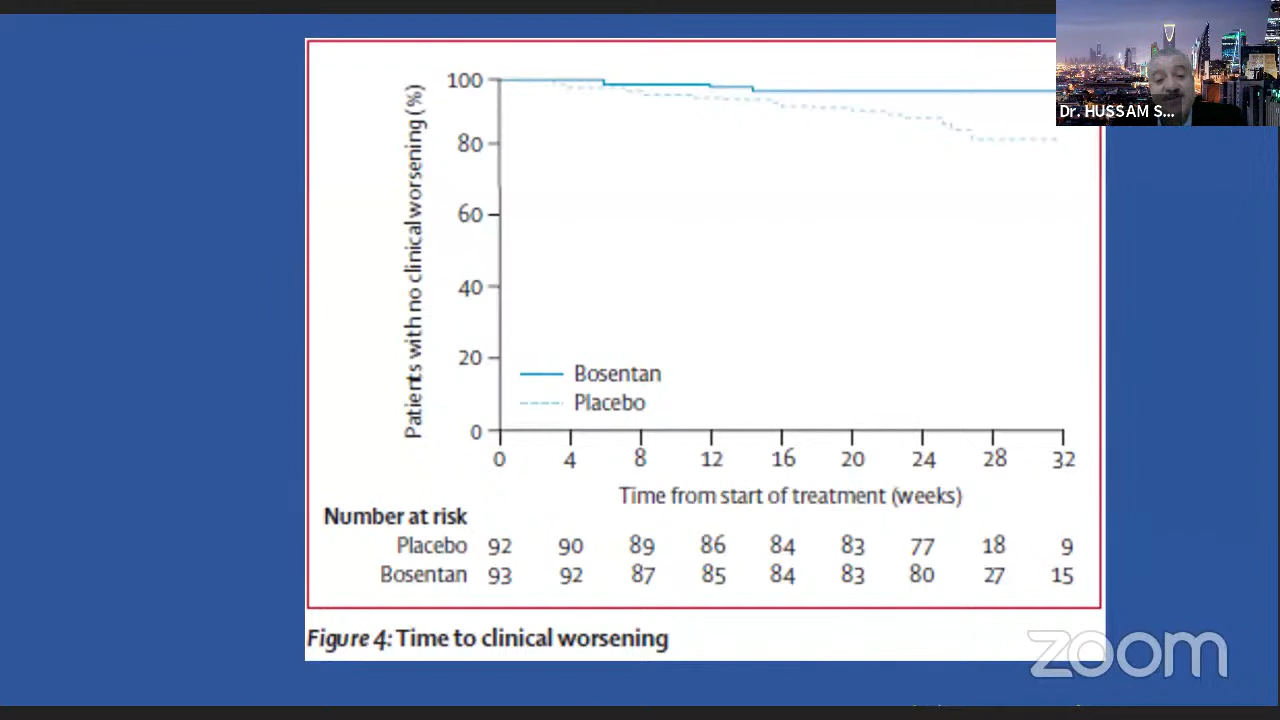 Dr. HUSSAM S...
Patients with no clinical worsening (%)
100
80
60
40
20
0
Bosentan
Placebo
0 4 8 12 16 20 24 28 32
Time from start of treatment (weeks)
Number at risk
Placebo 92 90 89 86 84 83 77 18 9
Bosentan 93 92 87 85 84 83 80 27 15
Figure 4: Time to clinical worsening
zoom